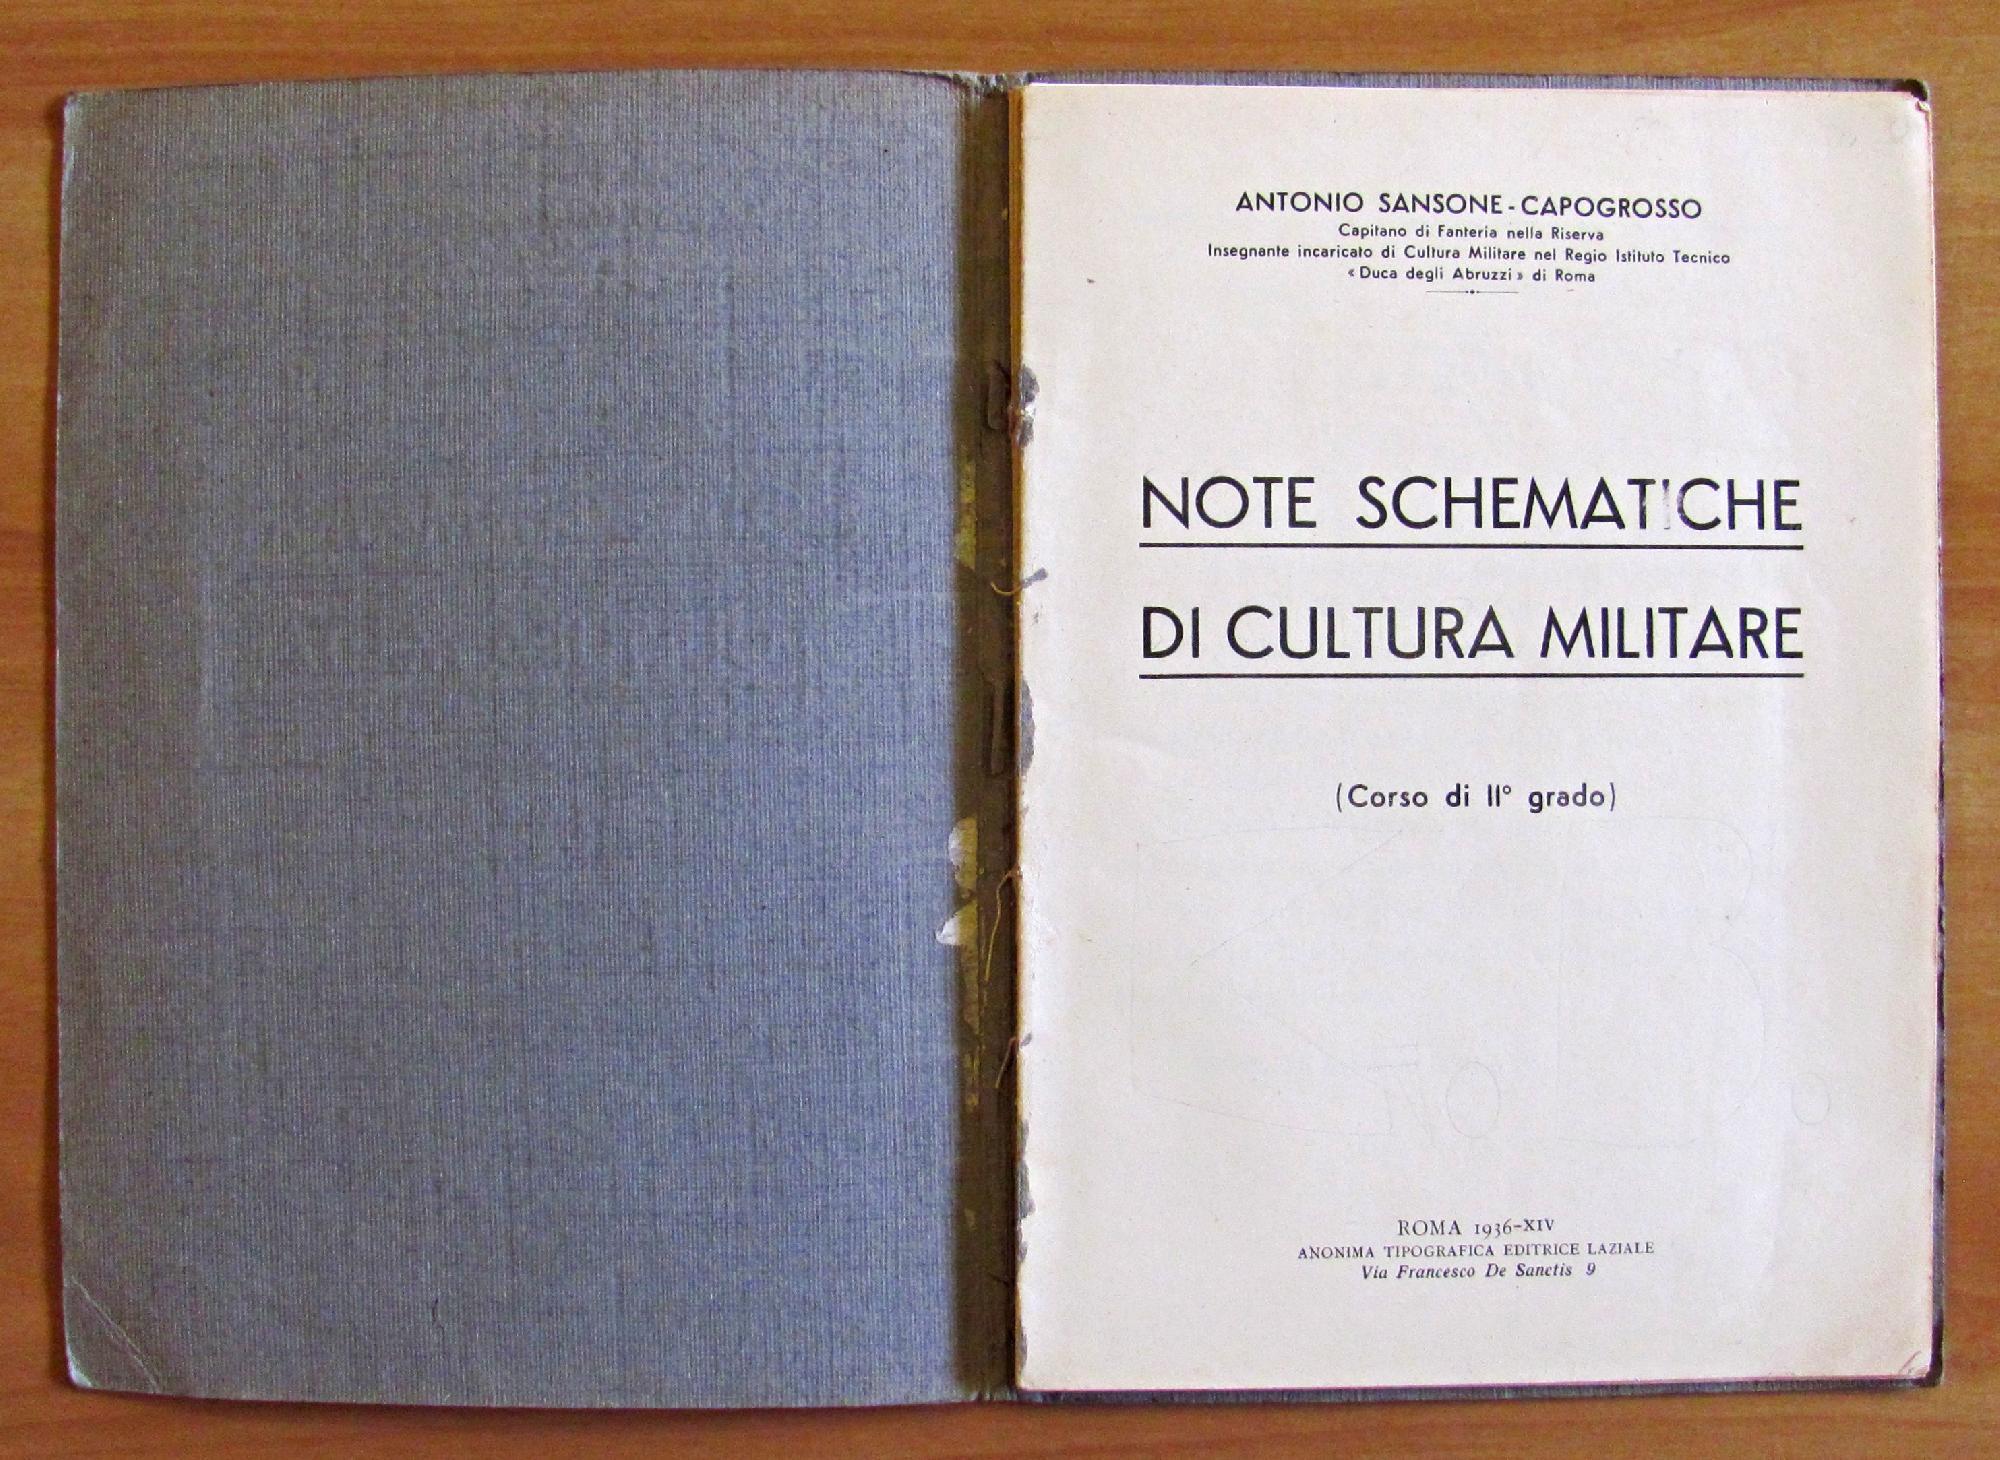 ANTONIO SANSONE - CAPOGROSSO
Capitano di Fanteria nella Riserva
Insegnante incaricato di Cultura Militare nel Regio Istituto Tecnico
« Duca degli Abruzzi » di Roma
NOTE SCHEMATICHE
DI CULTURA MILITARE
(Corso di II° grado)
ROMA 1936-XIV
ANONIMA TIPOGRAFICA EDITRICE LAZIALE
Via Francesco De Sanctis 9